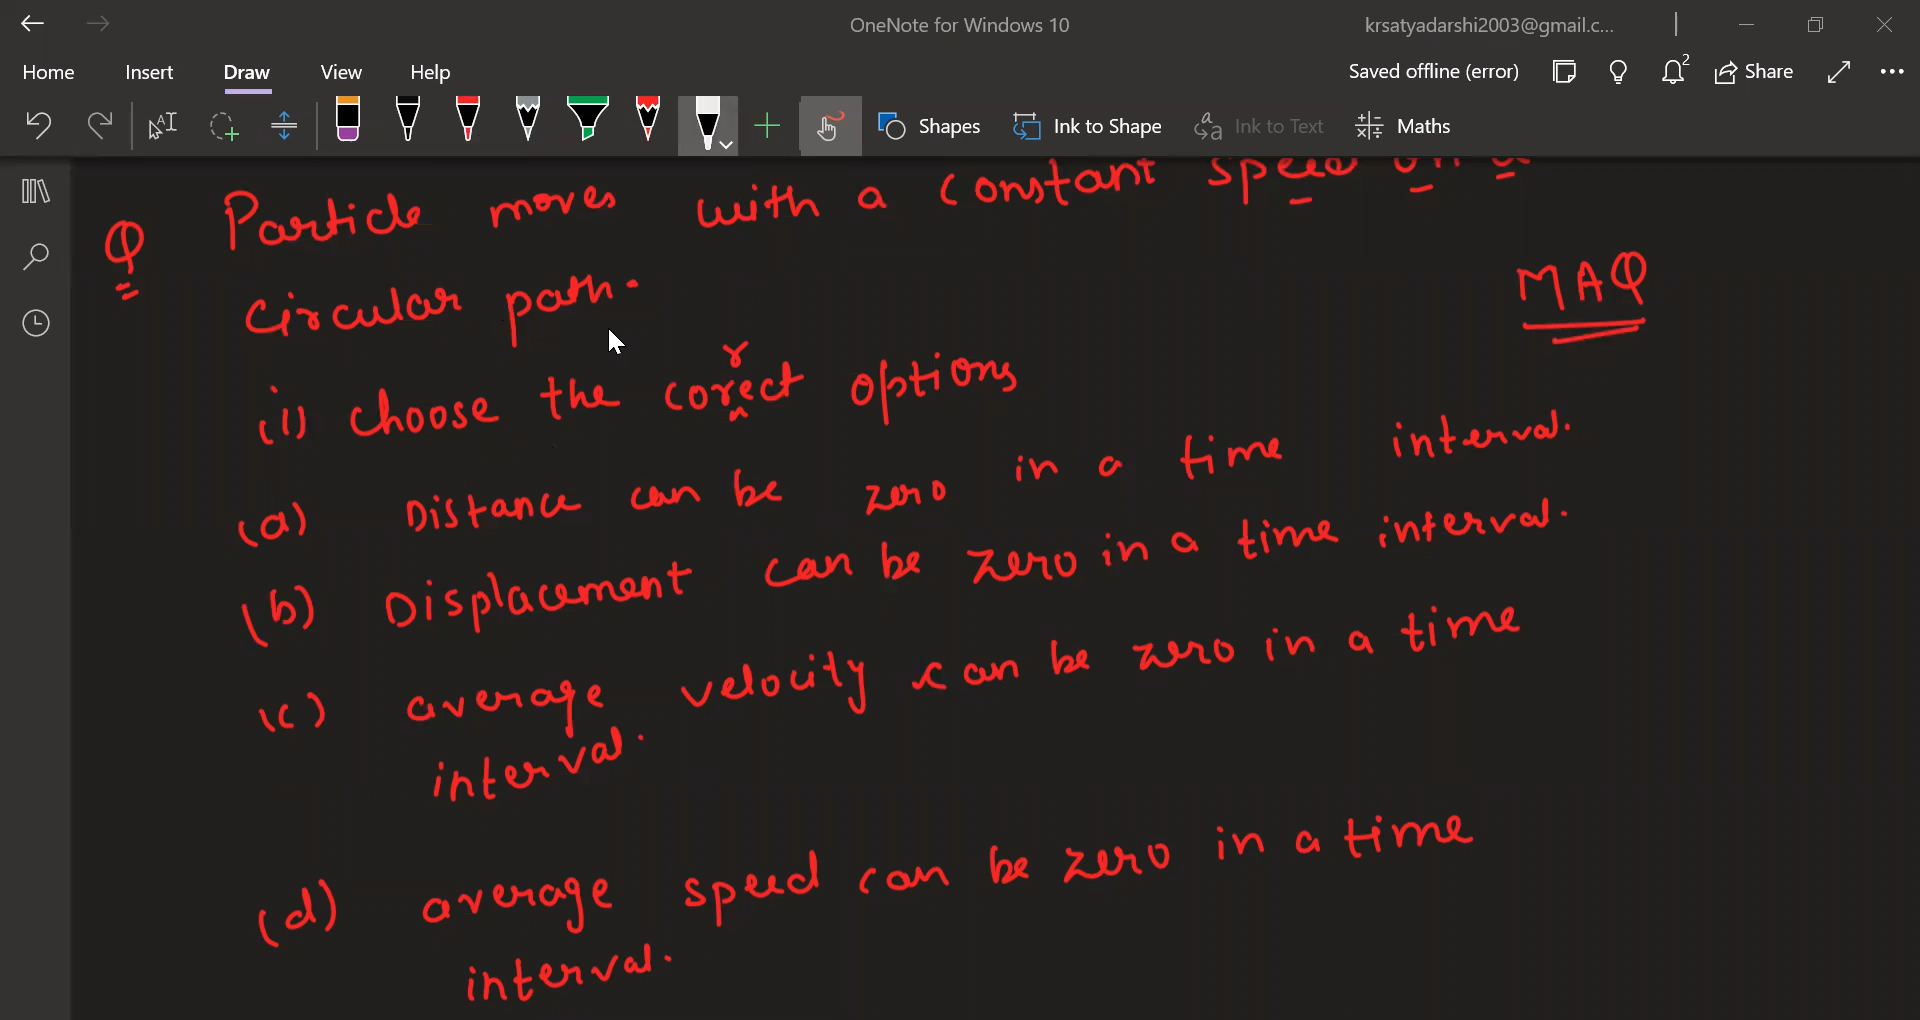 OneNote for Windows 10
krsatyadarshi2003@gmail.c...
Home Insert Draw View Help
Saved offline (error)
2
Share
Shapes
Ink to Shape
Ink to Text
Maths
Q Particle moves with a constant speed on a
Circular path.
MAQ
(i) choose the correct options
(a) Distance can be zero in a time interval.
(b) Displacement can be zero in a time interval.
(c) average velocity can be zero in a time
interval.
(d) average speed can be zero in a time
interval.